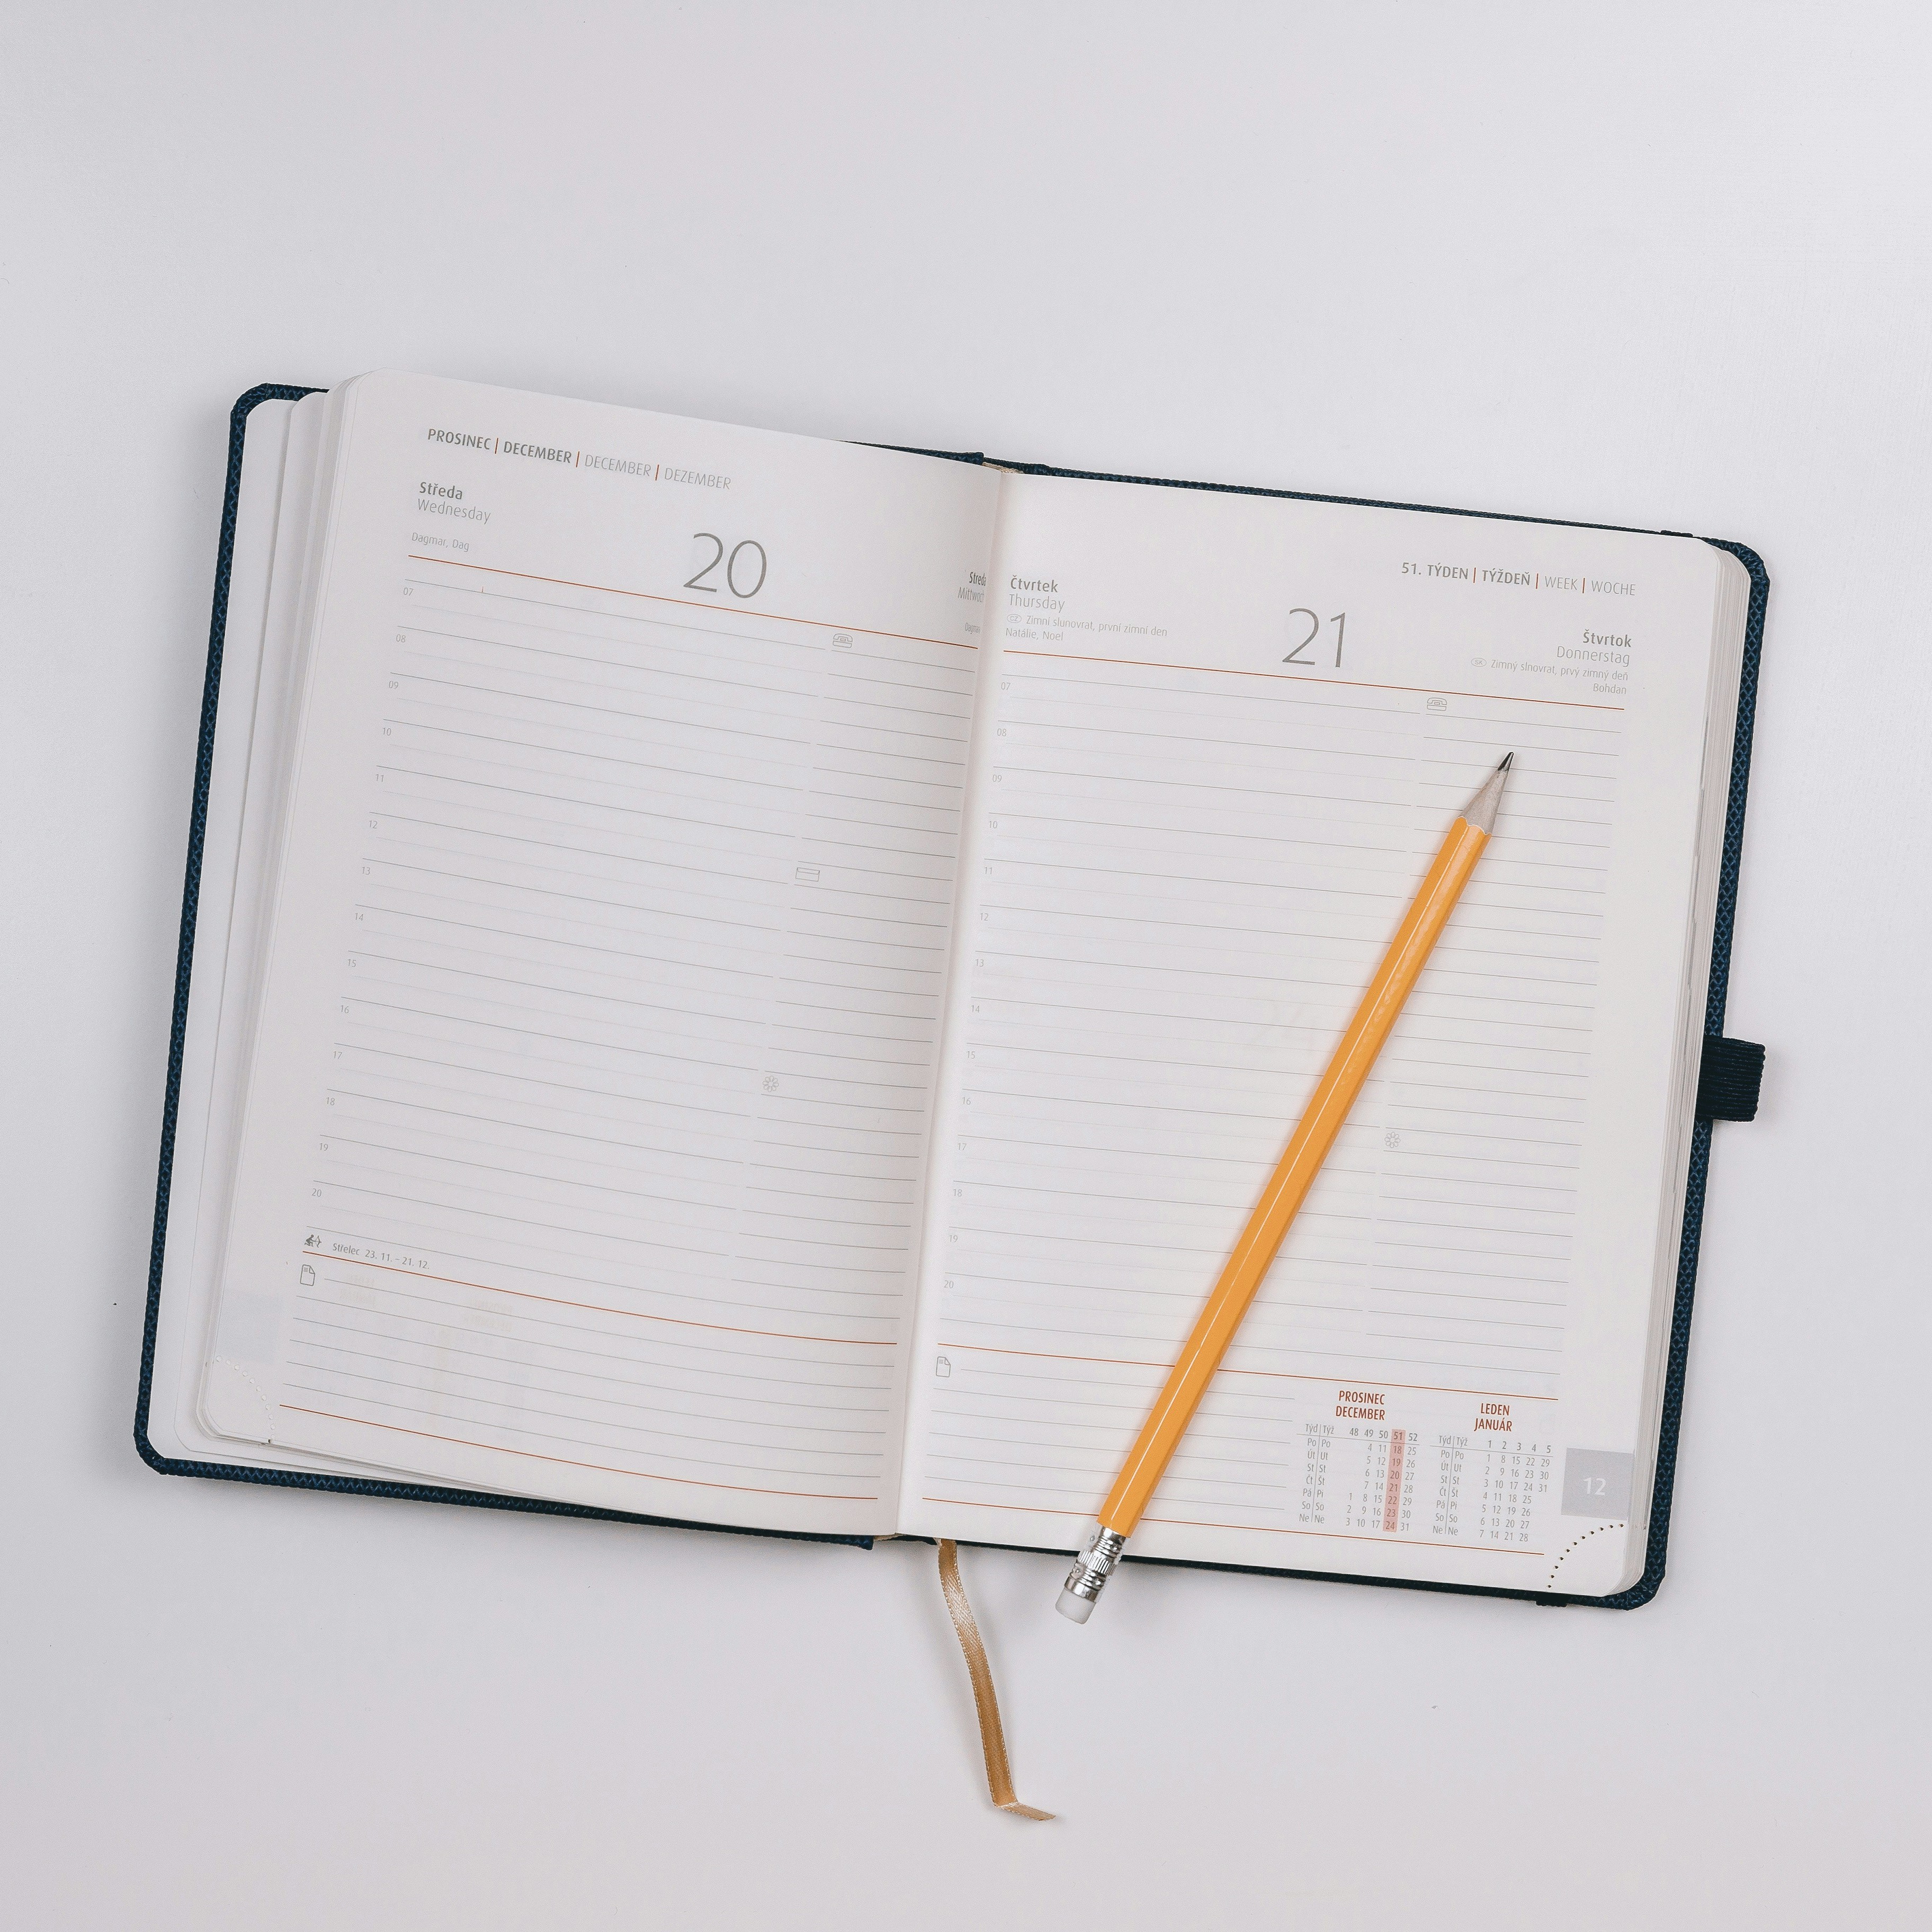 PROSINEC | DECEMBER | DECEMBER | DEZEMBER
Středa
Wednesday
Dagmar, Dag
20
Streda
Mittwoch
Dagmar
07
08
09
10
11
12
13
14
15
16
17
18
19
20
Střelec 23. 11. – 21. 12.
51. TÝDEN | TÝŽDEŇ | WEEK | WOCHE
Čtvrtek
Thursday
CZ Zimní slunovrat, první zimní den
Natálie, Noel
21
Štvrtok
Donnerstag
SK Zimný slnovrat, prvý zimný deň
Bohdan
07
08
09
10
11
12
13
14
15
16
17
18
19
20
PROSINEC
DECEMBER
Týd | Týž 48 49 50 51 52
Po | Po 4 11 18 25
Út | Ut 5 12 19 26
St | St 6 13 20 27
Čt | Št 7 14 21 28
Pá | Pi 1 8 15 22 29
So | So 2 9 16 23 30
Ne | Ne 3 10 17 24 31
LEDEN
JANUÁR
Týd | Týž 1 2 3 4 5
Po | Po 1 8 15 22 29
Út | Ut 2 9 16 23 30
St | St 3 10 17 24 31
Čt | Št 4 11 18 25
Pá | Pi 5 12 19 26
So | So 6 13 20 27
Ne | Ne 7 14 21 28
12